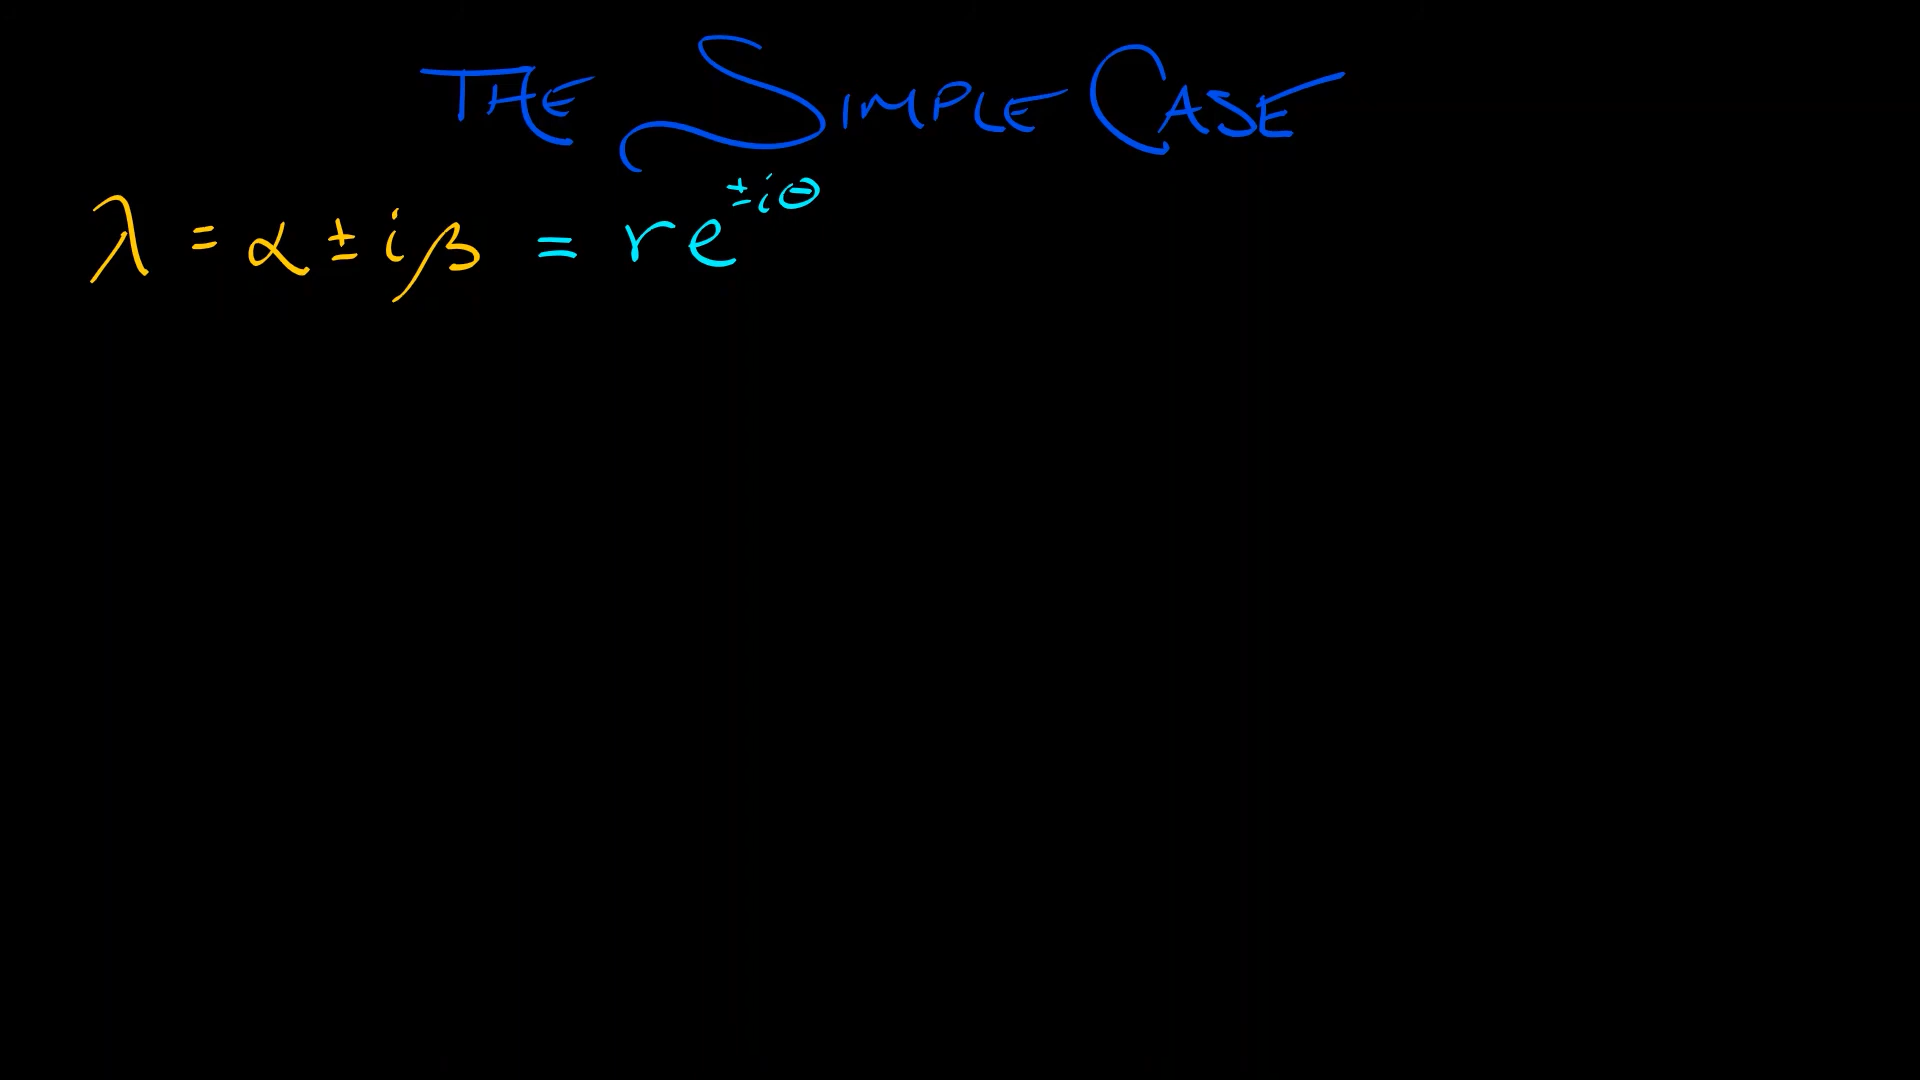 THE SIMPLE CASE
λ = α ± iβ = re^{±iθ}